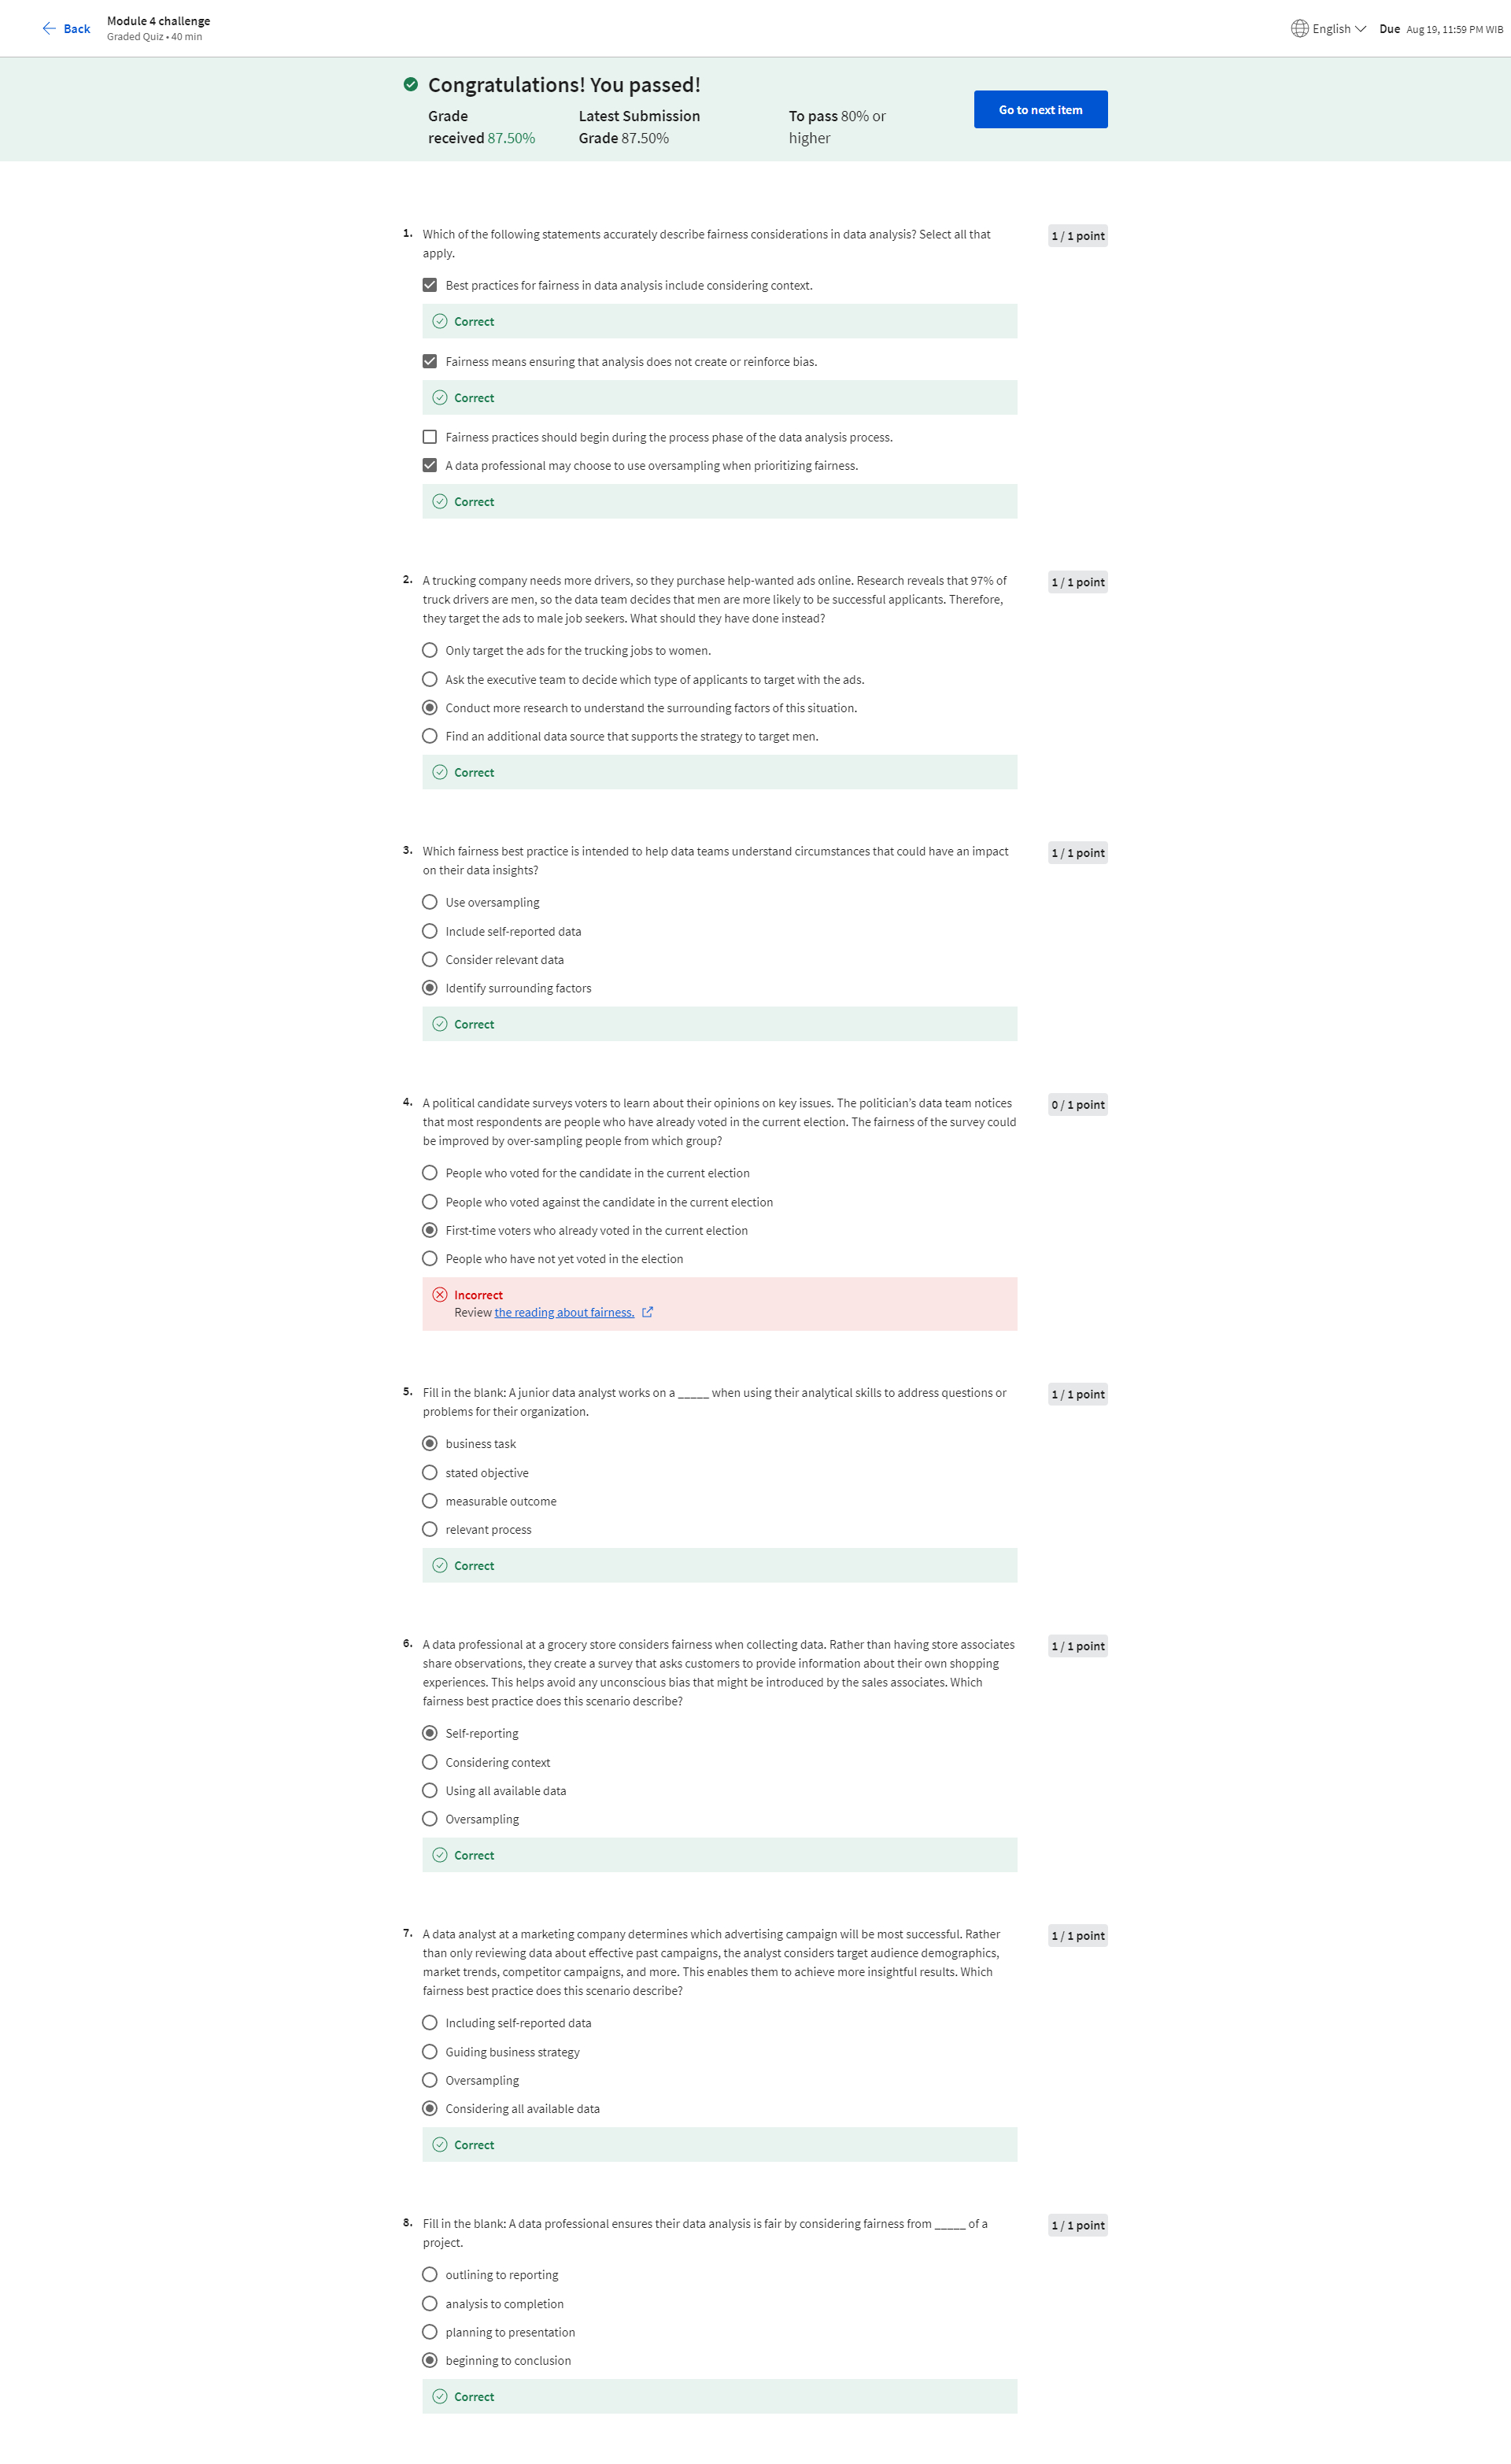 Back
Module 4 challenge
Graded Quiz • 40 min
English
Due Aug 19, 11:59 PM WIB
Congratulations! You passed!
Grade
received 87.50%
Latest Submission
Grade 87.50%
To pass 80% or
higher
Go to next item
1.
Which of the following statements accurately describe fairness considerations in data analysis? Select all that
apply.
1 / 1 point
Best practices for fairness in data analysis include considering context.
Correct
Fairness means ensuring that analysis does not create or reinforce bias.
Correct
Fairness practices should begin during the process phase of the data analysis process.
A data professional may choose to use oversampling when prioritizing fairness.
Correct
2.
A trucking company needs more drivers, so they purchase help-wanted ads online. Research reveals that 97% of
truck drivers are men, so the data team decides that men are more likely to be successful applicants. Therefore,
they target the ads to male job seekers. What should they have done instead?
1 / 1 point
Only target the ads for the trucking jobs to women.
Ask the executive team to decide which type of applicants to target with the ads.
Conduct more research to understand the surrounding factors of this situation.
Find an additional data source that supports the strategy to target men.
Correct
3.
Which fairness best practice is intended to help data teams understand circumstances that could have an impact
on their data insights?
1 / 1 point
Use oversampling
Include self-reported data
Consider relevant data
Identify surrounding factors
Correct
4.
A political candidate surveys voters to learn about their opinions on key issues. The politician’s data team notices
that most respondents are people who have already voted in the current election. The fairness of the survey could
be improved by over-sampling people from which group?
0 / 1 point
People who voted for the candidate in the current election
People who voted against the candidate in the current election
First-time voters who already voted in the current election
People who have not yet voted in the election
Incorrect
Review the reading about fairness.
5.
Fill in the blank: A junior data analyst works on a _____ when using their analytical skills to address questions or
problems for their organization.
1 / 1 point
business task
stated objective
measurable outcome
relevant process
Correct
6.
A data professional at a grocery store considers fairness when collecting data. Rather than having store associates
share observations, they create a survey that asks customers to provide information about their own shopping
experiences. This helps avoid any unconscious bias that might be introduced by the sales associates. Which
fairness best practice does this scenario describe?
1 / 1 point
Self-reporting
Considering context
Using all available data
Oversampling
Correct
7.
A data analyst at a marketing company determines which advertising campaign will be most successful. Rather
than only reviewing data about effective past campaigns, the analyst considers target audience demographics,
market trends, competitor campaigns, and more. This enables them to achieve more insightful results. Which
fairness best practice does this scenario describe?
1 / 1 point
Including self-reported data
Guiding business strategy
Oversampling
Considering all available data
Correct
8.
Fill in the blank: A data professional ensures their data analysis is fair by considering fairness from _____ of a
project.
1 / 1 point
outlining to reporting
analysis to completion
planning to presentation
beginning to conclusion
Correct